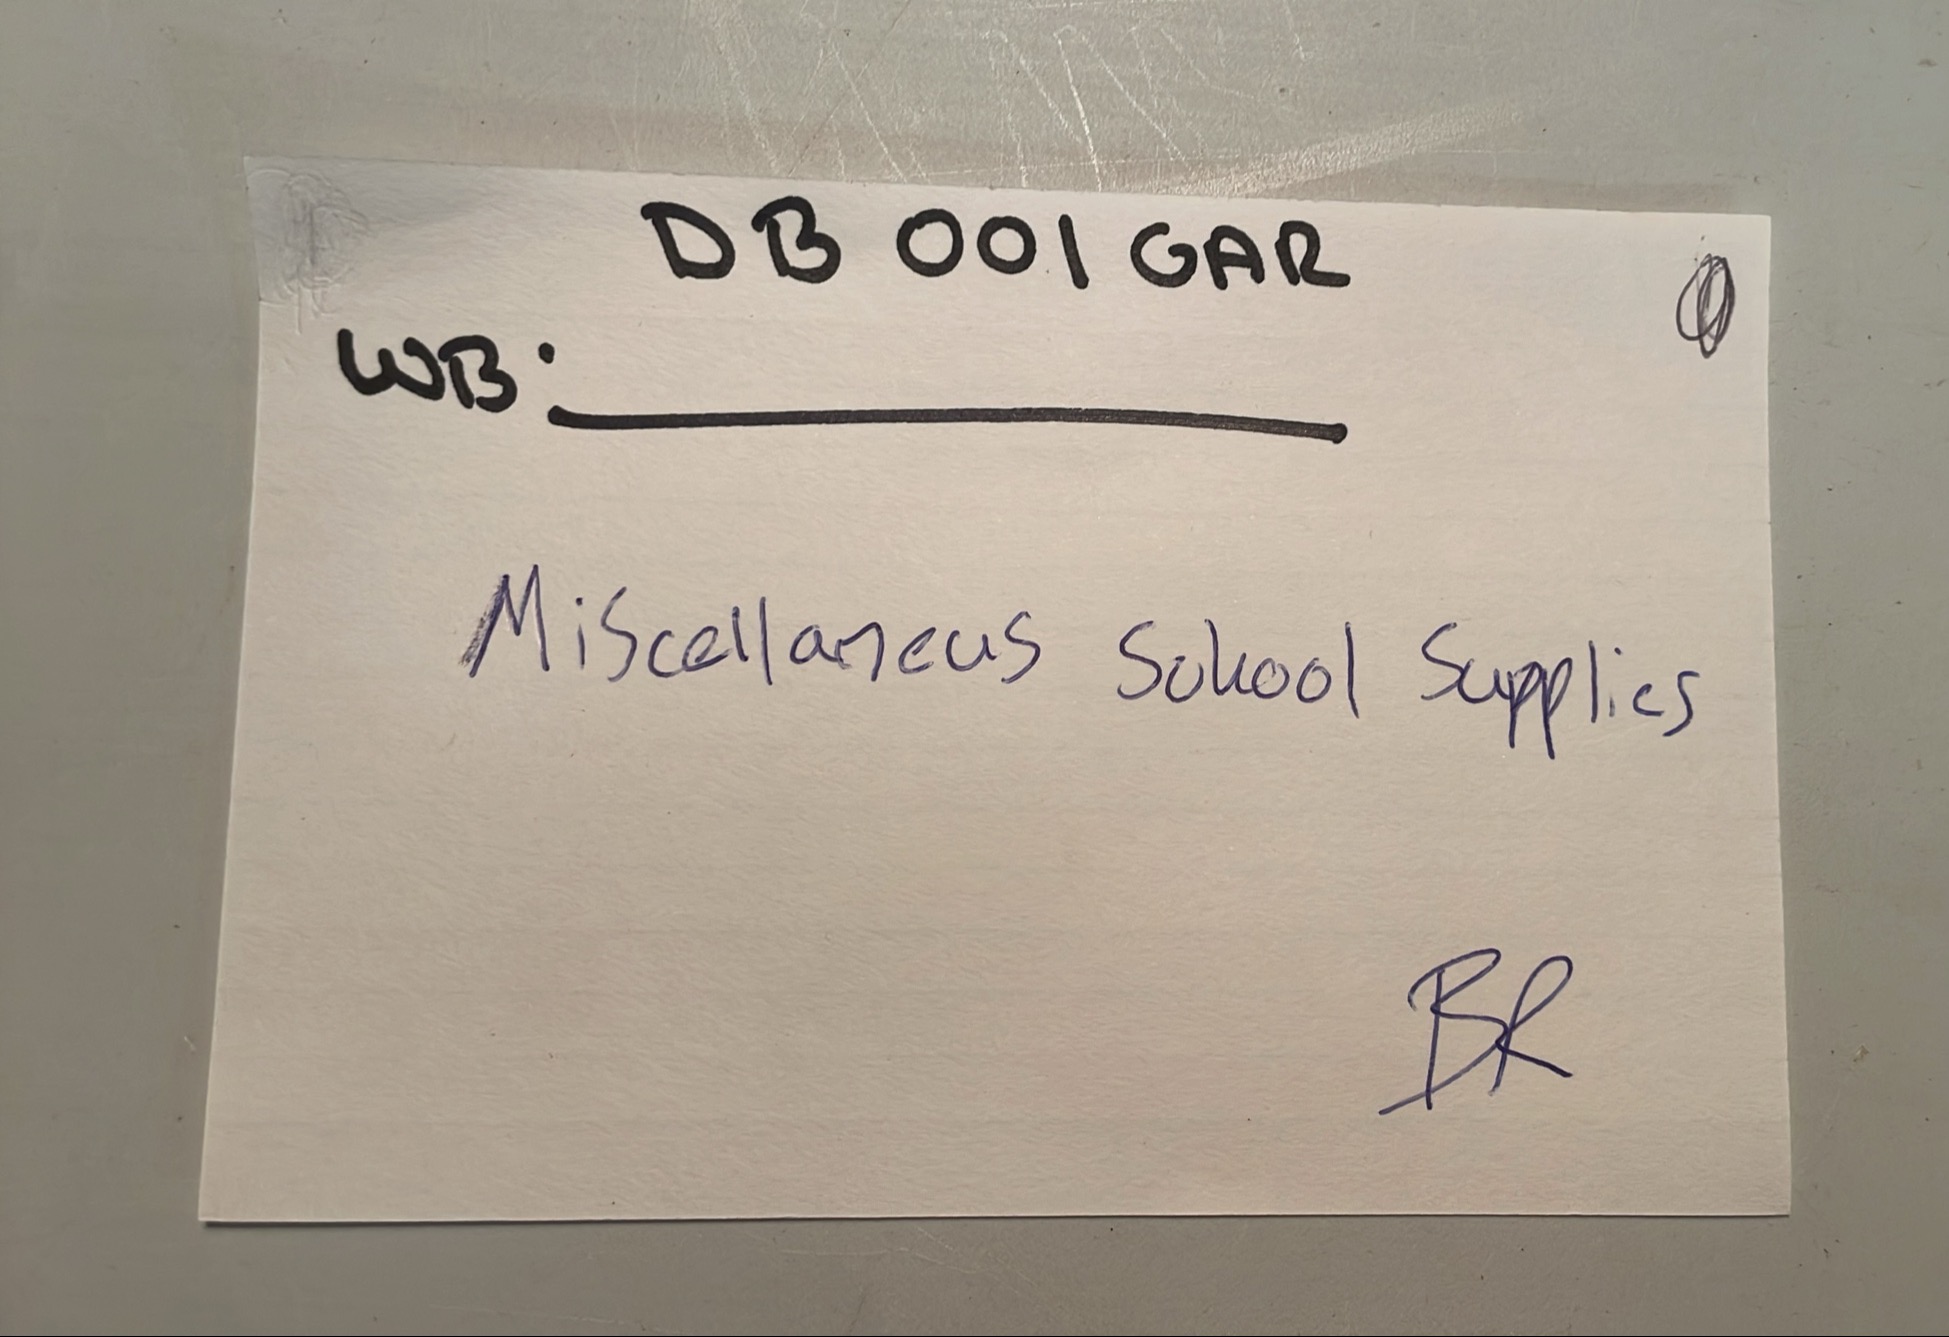 DB 001 GAR
WB:
Miscellaneus School Supplies
BR